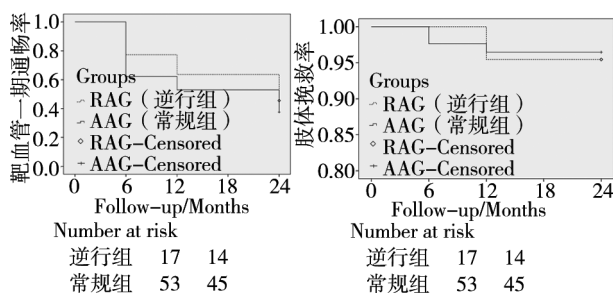 靶血管一期通畅率
1.0
0.8
0.6
0.4
0.2
0.0
Groups
RAG（逆行组）
AAG（常规组）
RAG-Censored
AAG-Censored
0 6 12 24
Follow-up/Months
Number at risk
逆行组 17 14
常规组 53 45
肢体挽救率
1.00
0.95
0.90
0.85
0.80
Groups
RAG（逆行组）
AAG（常规组）
RAG-Censored
AAG-Censored
0 6 12 24
Follow-up/Months
Number at risk
逆行组 17 14
常规组 53 45